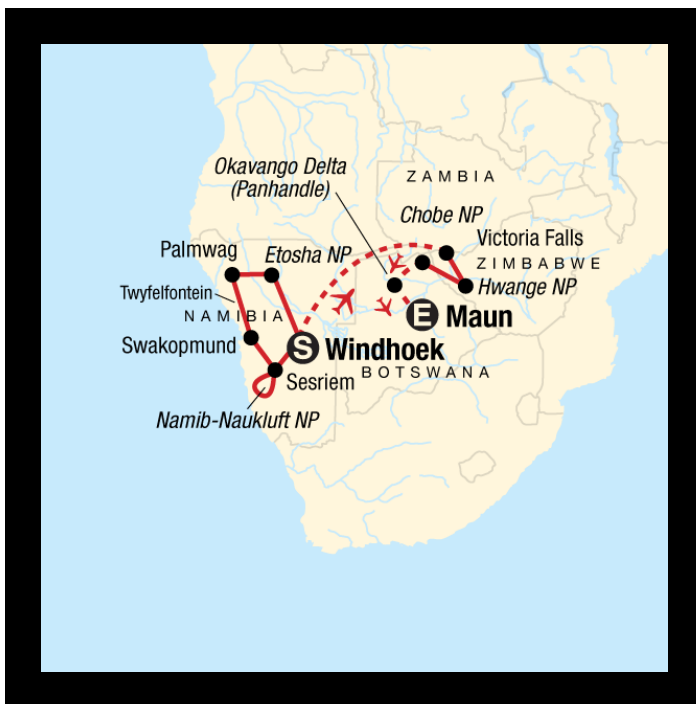 Okavango Delta
(Panhandle)
ZAMBIA
Chobe NP
Palmwag
Etosha NP
Victoria Falls
ZIMBABWE
Twyfelfontein
Hwange NP
NAMIBIA
E Maun
Swakopmund
S Windhoek
BOTSWANA
Sesriem
Namib-Naukluft NP